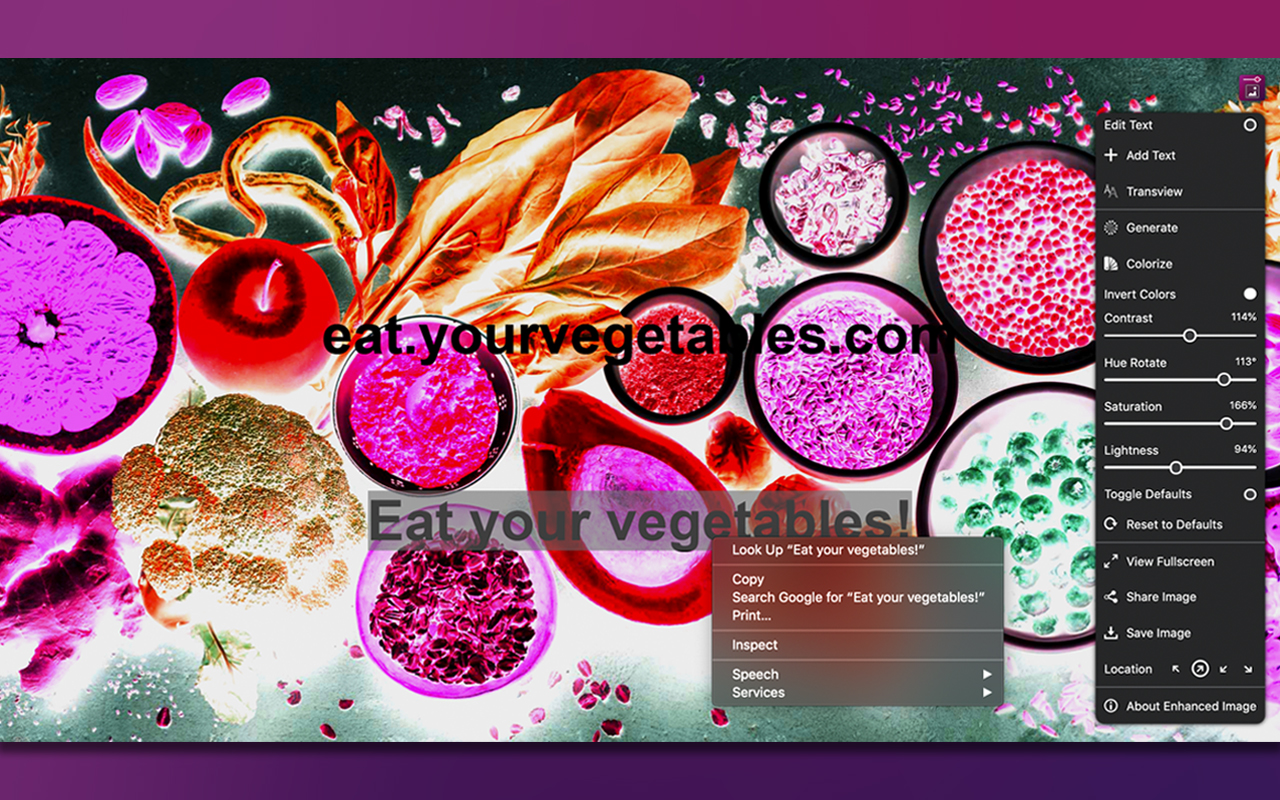 Edit Text
Add Text
Transview
Generate
Colorize
Invert Colors
Contrast 114%
Hue Rotate 113°
Saturation 166%
Lightness 94%
Toggle Defaults
Reset to Defaults
View Fullscreen
Share Image
Save Image
Location
About Enhanced Image
eat.yourvegetables.com
Eat your vegetables!
Look Up “Eat your vegetables!”
Copy
Search Google for “Eat your vegetables!”
Print...
Inspect
Speech
Services